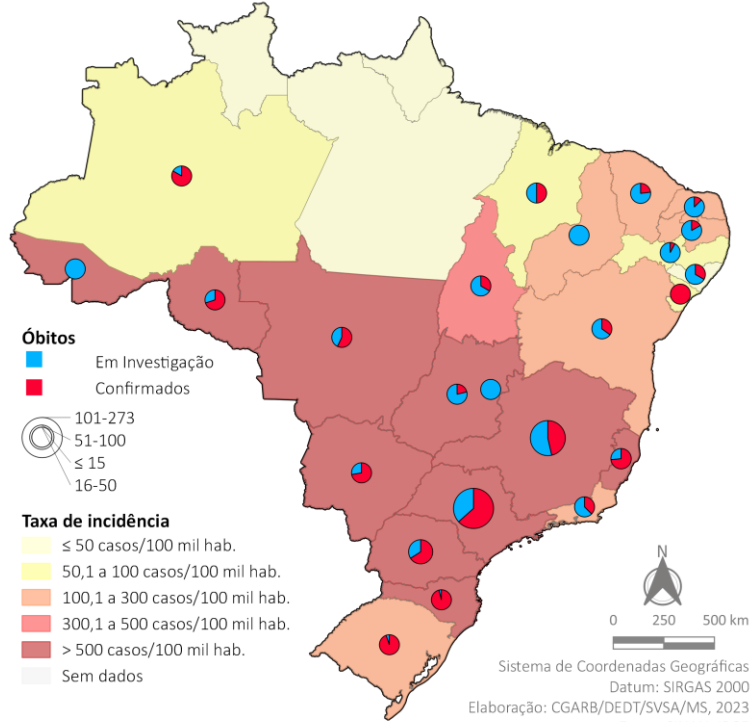 Óbitos
Em Investigação
Confirmados
101-273
51-100
≤ 15
16-50
Taxa de incidência
≤ 50 casos/100 mil hab.
50,1 a 100 casos/100 mil hab.
100,1 a 300 casos/100 mil hab.
300,1 a 500 casos/100 mil hab.
> 500 casos/100 mil hab.
Sem dados
N
0 250 500 km
Sistema de Coordenadas Geográficas
Datum: SIRGAS 2000
Elaboração: CGARB/DEDT/SVSA/MS, 2023